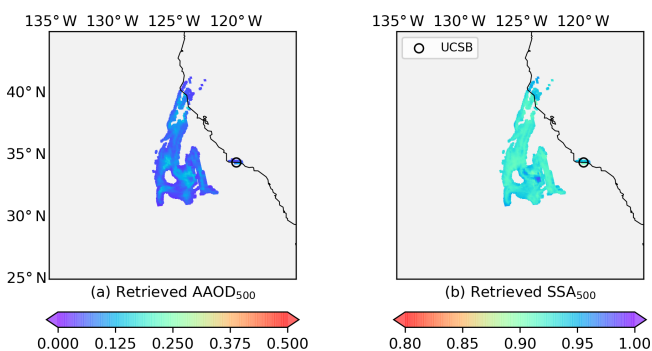 135°W 130°W 125°W 120°W 135°W 130°W 125°W 120°W
UCSB
40°N
35°N
30°N
25°N
(a) Retrieved AAOD500 (b) Retrieved SSA500
0.000 0.125 0.250 0.375 0.500 0.80 0.85 0.90 0.95 1.00